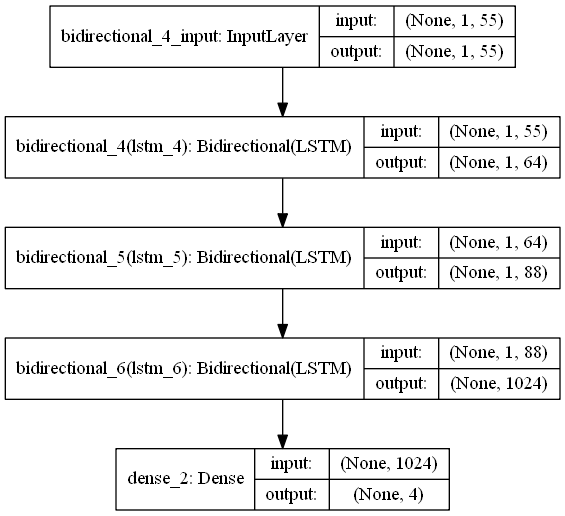 bidirectional_4_input: InputLayer
input: (None, 1, 55)
output: (None, 1, 55)
bidirectional_4(lstm_4): Bidirectional(LSTM)
input: (None, 1, 55)
output: (None, 1, 64)
bidirectional_5(lstm_5): Bidirectional(LSTM)
input: (None, 1, 64)
output: (None, 1, 88)
bidirectional_6(lstm_6): Bidirectional(LSTM)
input: (None, 1, 88)
output: (None, 1024)
dense_2: Dense
input: (None, 1024)
output: (None, 4)